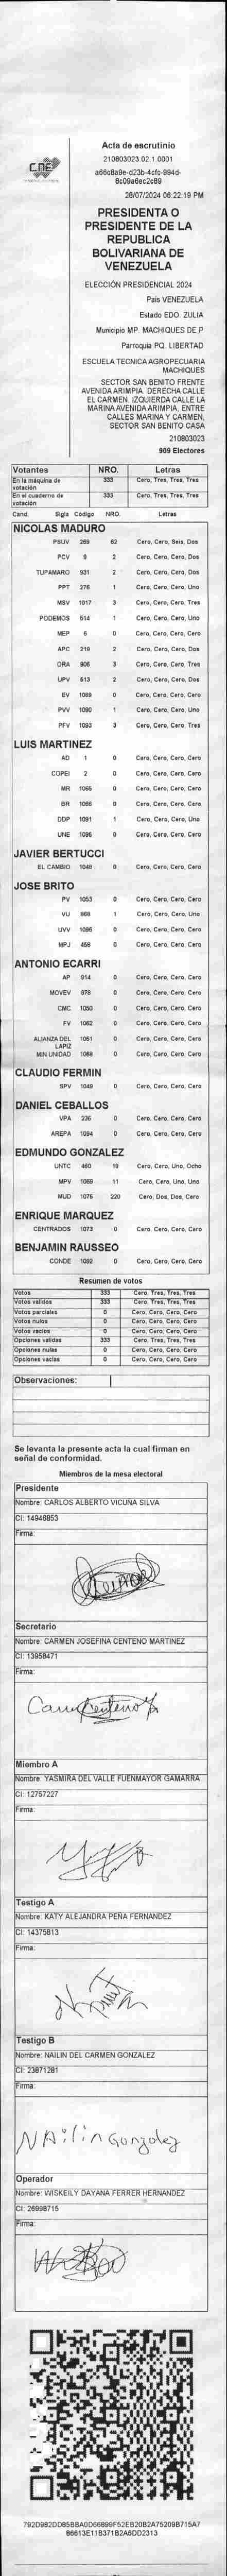 CNE
Acta de escrutinio
210803023.02.1.0001
28/07/2024 06:22:19 PM
PRESIDENTA O
PRESIDENTE DE LA
REPUBLICA
BOLIVARIANA DE
VENEZUELA
ELECCIÓN PRESIDENCIAL 2024
País VENEZUELA
Estado EDO. ZULIA
Municipio MP. MACHIQUES DE P
Parroquia PQ. LIBERTAD
ESCUELA TECNICA AGROPECUARIA
MACHIQUES
SECTOR SAN BENITO FRENTE
AVENIDA ARIMPIA. DERECHA CALLE
EL CARMEN. IZQUIERDA CALLE LA
MARINA AVENIDA ARIMPIA, ENTRE
CALLES MARINA Y CARMEN,
SECTOR SAN BENITO CASA
210803023
909 Electores
Votantes NRO. Letras
En la máquina de votación 333 Cero, Tres, Tres, Tres
En el cuaderno de votación 333 Cero, Tres, Tres, Tres
Cand. Sigla Código NRO. Letras
NICOLAS MADURO
PSUV 269 62 Cero, Cero, Seis, Dos
PCV 2 Cero, Cero, Cero, Dos
TUPAMARO 931 2 Cero, Cero, Cero, Dos
PPT 276 1 Cero, Cero, Cero, Uno
MSV 1017 3 Cero, Cero, Cero, Tres
PODEMOS 514 1 Cero, Cero, Cero, Uno
MEP 6 0 Cero, Cero, Cero, Cero
APC 219 2 Cero, Cero, Cero, Dos
ORA 906 3 Cero, Cero, Cero, Tres
UPV 513 2 Cero, Cero, Cero, Dos
EV 1089 0 Cero, Cero, Cero, Cero
PVV 1090 1 Cero, Cero, Cero, Uno
PFV 1093 3 Cero, Cero, Cero, Tres
LUIS MARTINEZ
AD 1 0 Cero, Cero, Cero, Cero
COPEI 2 0 Cero, Cero, Cero, Cero
MR 1065 0 Cero, Cero, Cero, Cero
BR 1066 0 Cero, Cero, Cero, Cero
DDP 1091 1 Cero, Cero, Cero, Uno
UNE 1096 0 Cero, Cero, Cero, Cero
JAVIER BERTUCCI
EL CAMBIO 1048 0 Cero, Cero, Cero, Cero
JOSE BRITO
PV 1053 0 Cero, Cero, Cero, Cero
VU 968 1 Cero, Cero, Cero, Uno
UVV 1095 0 Cero, Cero, Cero, Cero
MPJ 458 0 Cero, Cero, Cero, Cero
ANTONIO ECARRI
AP 914 0 Cero, Cero, Cero, Cero
MOVEV 978 0 Cero, Cero, Cero, Cero
CMC 1050 0 Cero, Cero, Cero, Cero
FV 1062 0 Cero, Cero, Cero, Cero
ALIANZA DEL LAPIZ 1051 0 Cero, Cero, Cero, Cero
MIN UNIDAD 1088 0 Cero, Cero, Cero, Cero
CLAUDIO FERMIN
SPV 1049 0 Cero, Cero, Cero, Cero
DANIEL CEBALLOS
VPA 236 0 Cero, Cero, Cero, Cero
AREPA 1094 0 Cero, Cero, Cero, Cero
EDMUNDO GONZALEZ
UNTC 460 18 Cero, Cero, Uno, Ocho
MPV 1069 11 Cero, Cero, Uno, Uno
MUD 1075 220 Cero, Dos, Dos, Cero
ENRIQUE MARQUEZ
CENTRADOS 1073 0 Cero, Cero, Cero, Cero
BENJAMIN RAUSSEO
CONDE 1092 0 Cero, Cero, Cero, Cero
Resumen de votos
Votos 333 Cero, Tres, Tres, Tres
Votos válidos 333 Cero, Tres, Tres, Tres
Votos parciales 0 Cero, Cero, Cero, Cero
Votos nulos 0 Cero, Cero, Cero, Cero
Votos vacíos 0 Cero, Cero, Cero, Cero
Opciones válidas 333 Cero, Tres, Tres, Tres
Opciones nulas 0 Cero, Cero, Cero, Cero
Opciones vacías 0 Cero, Cero, Cero, Cero
Observaciones:
Se levanta la presente acta la cual firman en
señal de conformidad.
Miembros de la mesa electoral
Presidente
Nombre: CARLOS ALBERTO VICUÑA SILVA
CI: 14946853
Firma:
Secretario
Nombre: CARMEN JOSEFINA CENTENO MARTINEZ
CI: 13958471
Firma:
Miembro A
Nombre: YASMIRA DEL VALLE FUENMAYOR GAMARRA
CI: 12757227
Firma:
Testigo A
Nombre: KATY ALEJANDRA PEÑA FERNANDEZ
CI: 14375813
Firma:
Testigo B
Nombre: NAILIN DEL CARMEN GONZALEZ
CI: 23871281
Firma:
NAilin Gonzalez
Operador
Nombre: WISKEILY DAYANA FERRER HERNANDEZ
CI: 26998715
Firma: